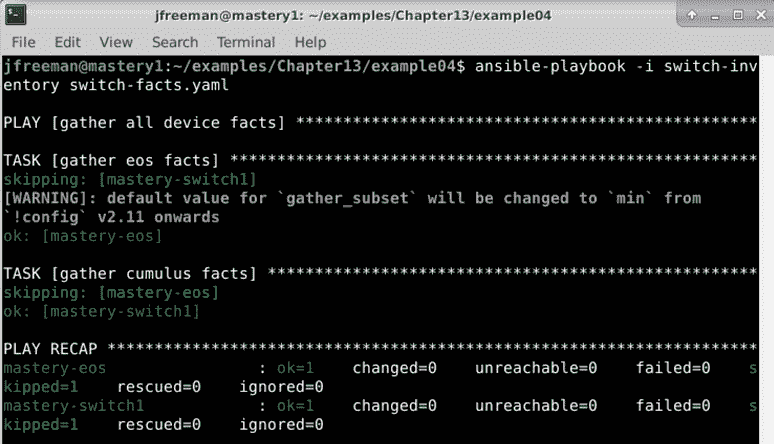 jfreeman@mastery1: ~/examples/Chapter13/example04
File Edit View Search Terminal Help
jfreeman@mastery1:~/examples/Chapter13/example04$ ansible-playbook -i switch-inv
entory switch-facts.yaml
PLAY [gather all device facts] *************************************************
TASK [gather eos facts] ********************************************************
skipping: [mastery-switch1]
[WARNING]: default value for `gather_subset` will be changed to `min` from
`!config` v2.11 onwards
ok: [mastery-eos]
TASK [gather cumulus facts] ****************************************************
skipping: [mastery-eos]
ok: [mastery-switch1]
PLAY RECAP *********************************************************************
mastery-eos                : ok=1    changed=0    unreachable=0    failed=0    s
kipped=1    rescued=0    ignored=0
mastery-switch1            : ok=1    changed=0    unreachable=0    failed=0    s
kipped=1    rescued=0    ignored=0